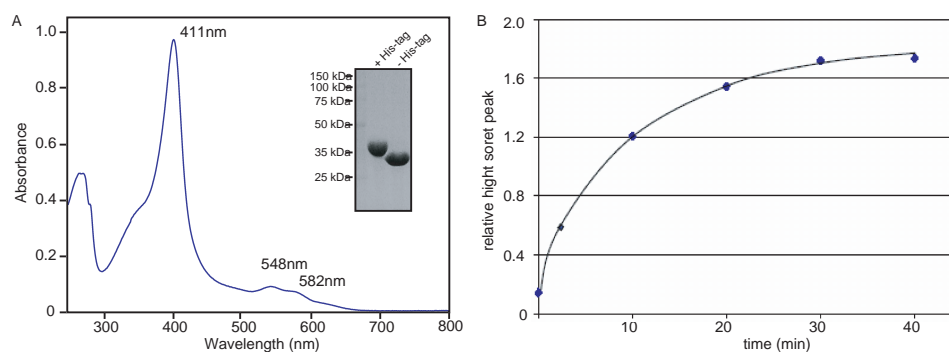 A
411nm
548nm
582nm
Absorbance
1.0
0.8
0.6
0.4
0.2
0
300
400
500
600
700
800
Wavelength (nm)
+ His-tag
- His-tag
150 kDa
100 kDa
75 kDa
50 kDa
35 kDa
25 kDa
B
relative hight soret peak
2.0
1.6
1.2
0.8
0.4
0
10
20
30
40
time (min)